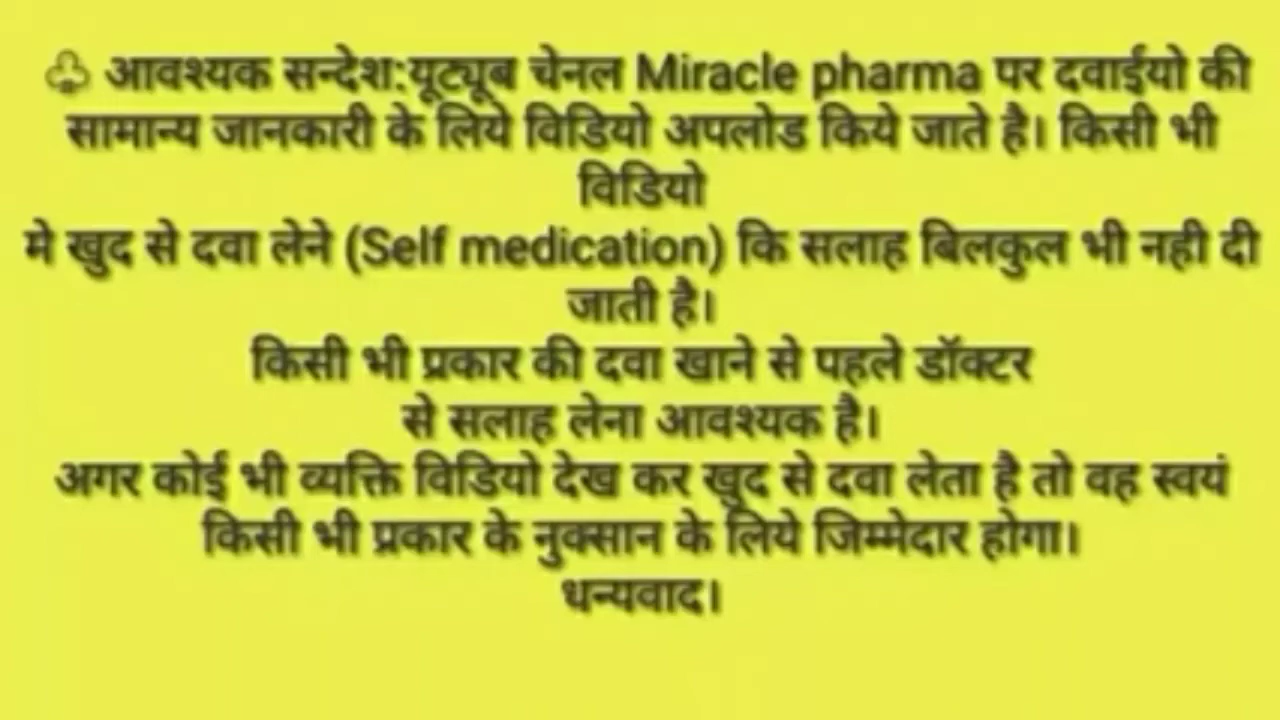 ♧ आवश्यक सन्देश:यूट्यूब चेनल Miracle pharma पर दवाईयो की
सामान्य जानकारी के लिये विडियो अपलोड किये जाते है। किसी भी
विडियो
मे खुद से दवा लेने (Self medication) कि सलाह बिलकुल भी नही दी
जाती है।
किसी भी प्रकार की दवा खाने से पहले डॉक्टर
से सलाह लेना आवश्यक है।
अगर कोई भी व्यक्ति विडियो देख कर खुद से दवा लेता है तो वह स्वयं
किसी भी प्रकार के नुक्सान के लिये जिम्मेदार होगा।
धन्यवाद।